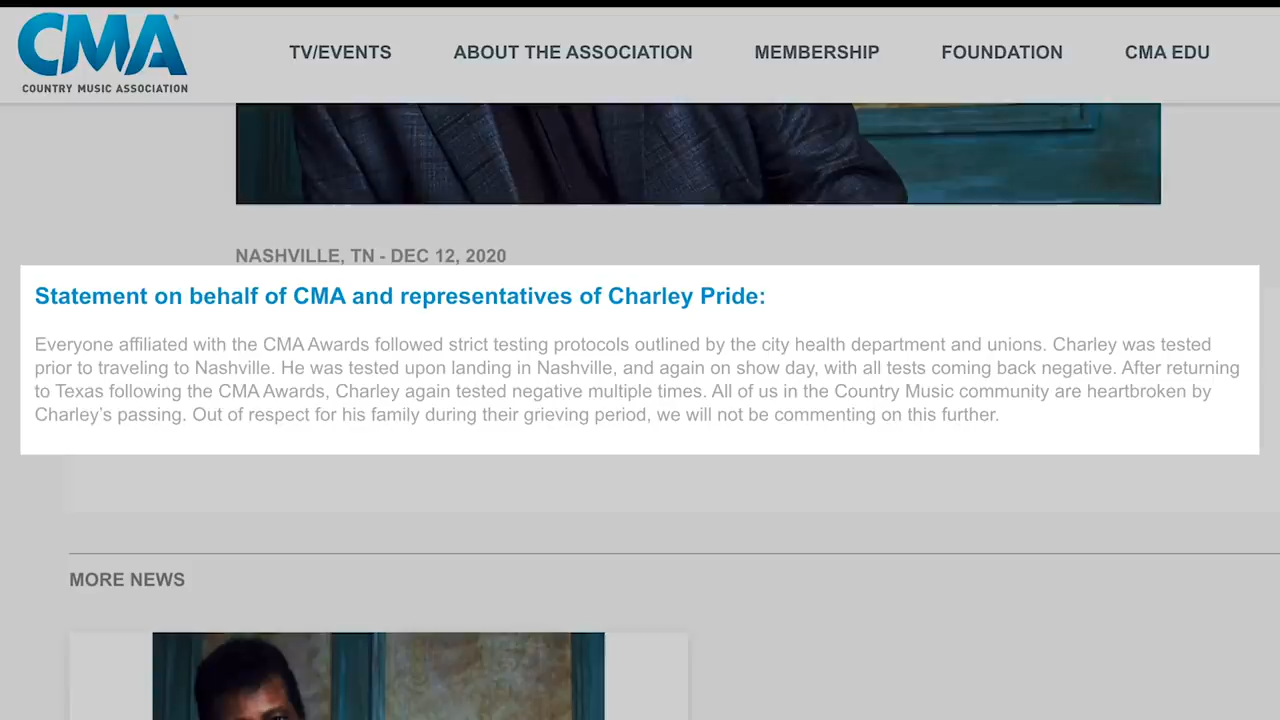 CMA
COUNTRY MUSIC ASSOCIATION
TV/EVENTS
ABOUT THE ASSOCIATION
MEMBERSHIP
FOUNDATION
CMA EDU
NASHVILLE, TN - DEC 12, 2020
Statement on behalf of CMA and representatives of Charley Pride:
Everyone affiliated with the CMA Awards followed strict testing protocols outlined by the city health department and unions. Charley was tested
prior to traveling to Nashville. He was tested upon landing in Nashville, and again on show day, with all tests coming back negative. After returning
to Texas following the CMA Awards, Charley again tested negative multiple times. All of us in the Country Music community are heartbroken by
Charley’s passing. Out of respect for his family during their grieving period, we will not be commenting on this further.
MORE NEWS